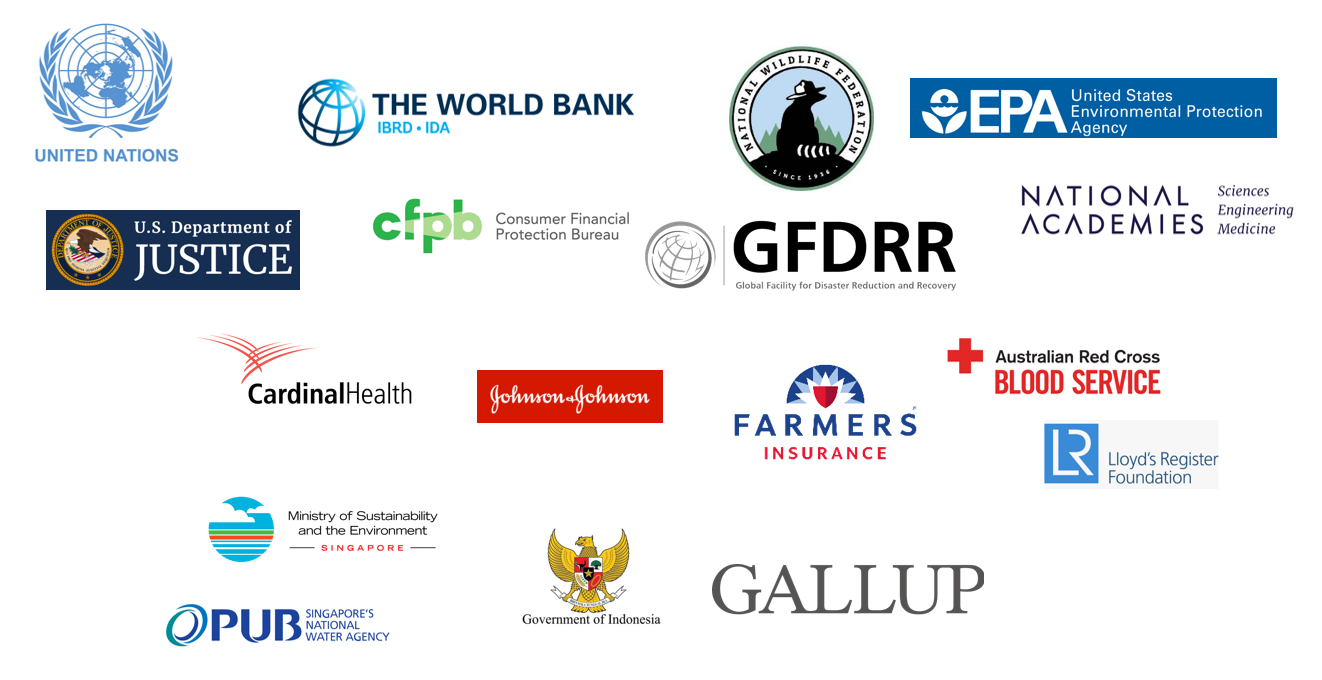 UNITED NATIONS
THE WORLD BANK
IBRD • IDA
NATIONAL WILDLIFE FEDERATION
• SINCE 1936 •
EPA
United States
Environmental Protection
Agency
U.S. Department of
JUSTICE
cfpb
Consumer Financial
Protection Bureau
GFDRR
Global Facility for Disaster Reduction and Recovery
NATIONAL
ACADEMIES
Sciences
Engineering
Medicine
CardinalHealth
Johnson & Johnson
FARMERS
INSURANCE
Australian Red Cross
BLOOD SERVICE
LR
Lloyd's Register
Foundation
Ministry of Sustainability
and the Environment
SINGAPORE
PUB
SINGAPORE'S
NATIONAL
WATER AGENCY
Government of Indonesia
GALLUP